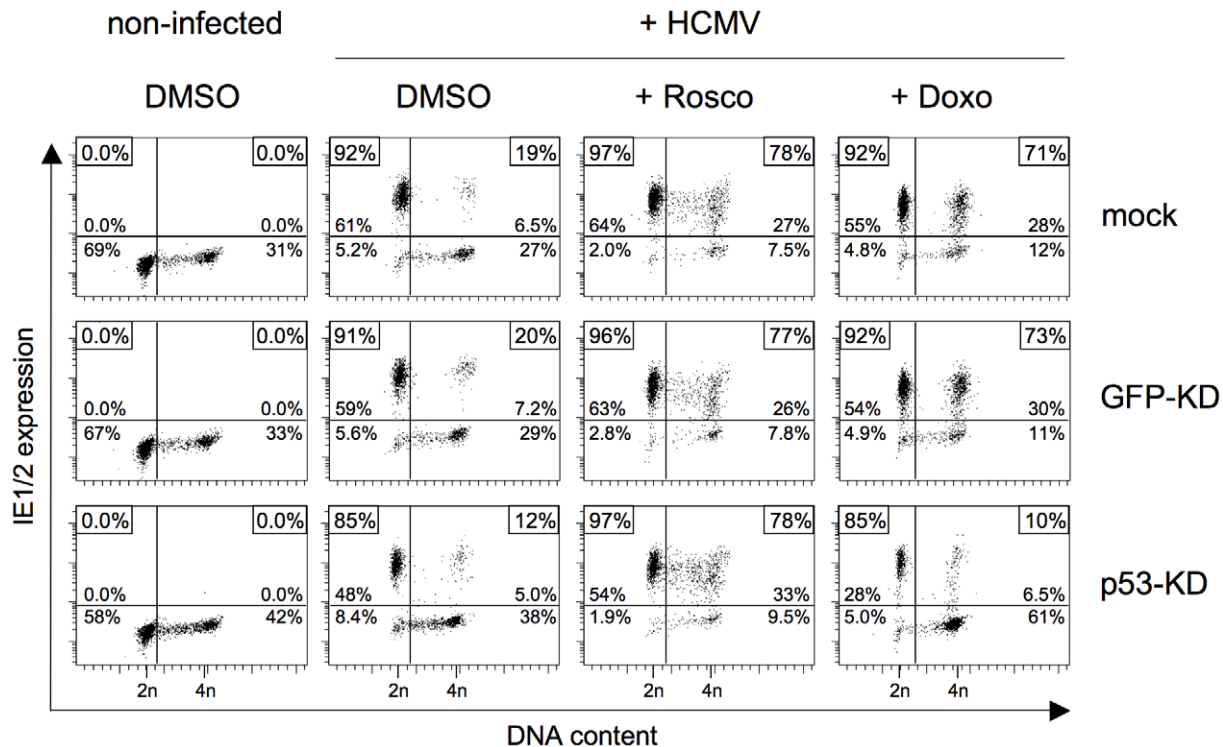 non-infected
+ HCMV
DMSO
DMSO
+ Rosco
+ Doxo
0.0% 0.0% 92% 19% 97% 78% 92% 71%
0.0% 0.0% 61% 6.5% 64% 27% 55% 28%
mock
69% 31% 5.2% 27% 2.0% 7.5% 4.8% 12%
0.0% 0.0% 91% 20% 96% 77% 92% 73%
0.0% 0.0% 59% 7.2% 63% 26% 54% 30%
GFP-KD
67% 33% 5.6% 29% 2.8% 7.8% 4.9% 11%
0.0% 0.0% 85% 12% 97% 78% 85% 10%
0.0% 0.0% 48% 5.0% 54% 33% 28% 6.5%
p53-KD
58% 42% 8.4% 38% 1.9% 9.5% 5.0% 61%
2n 4n 2n 4n 2n 4n 2n 4n
IE1/2 expression
DNA content